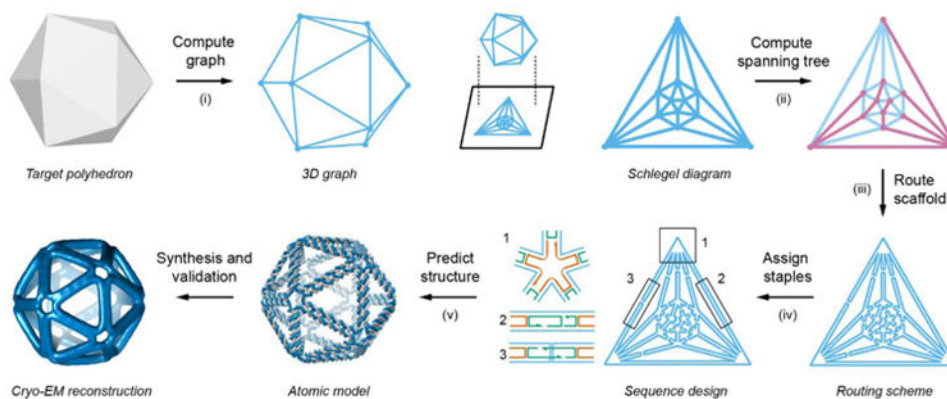 Compute
graph
(i)
Compute
spanning tree
(ii)
Target polyhedron
3D graph
Schlegel diagram
(iii)
Route
scaffold
Synthesis and
validation
Predict
structure
(v)
1
2
3
1
3
2
Assign
staples
(iv)
Cryo-EM reconstruction
Atomic model
Sequence design
Routing scheme